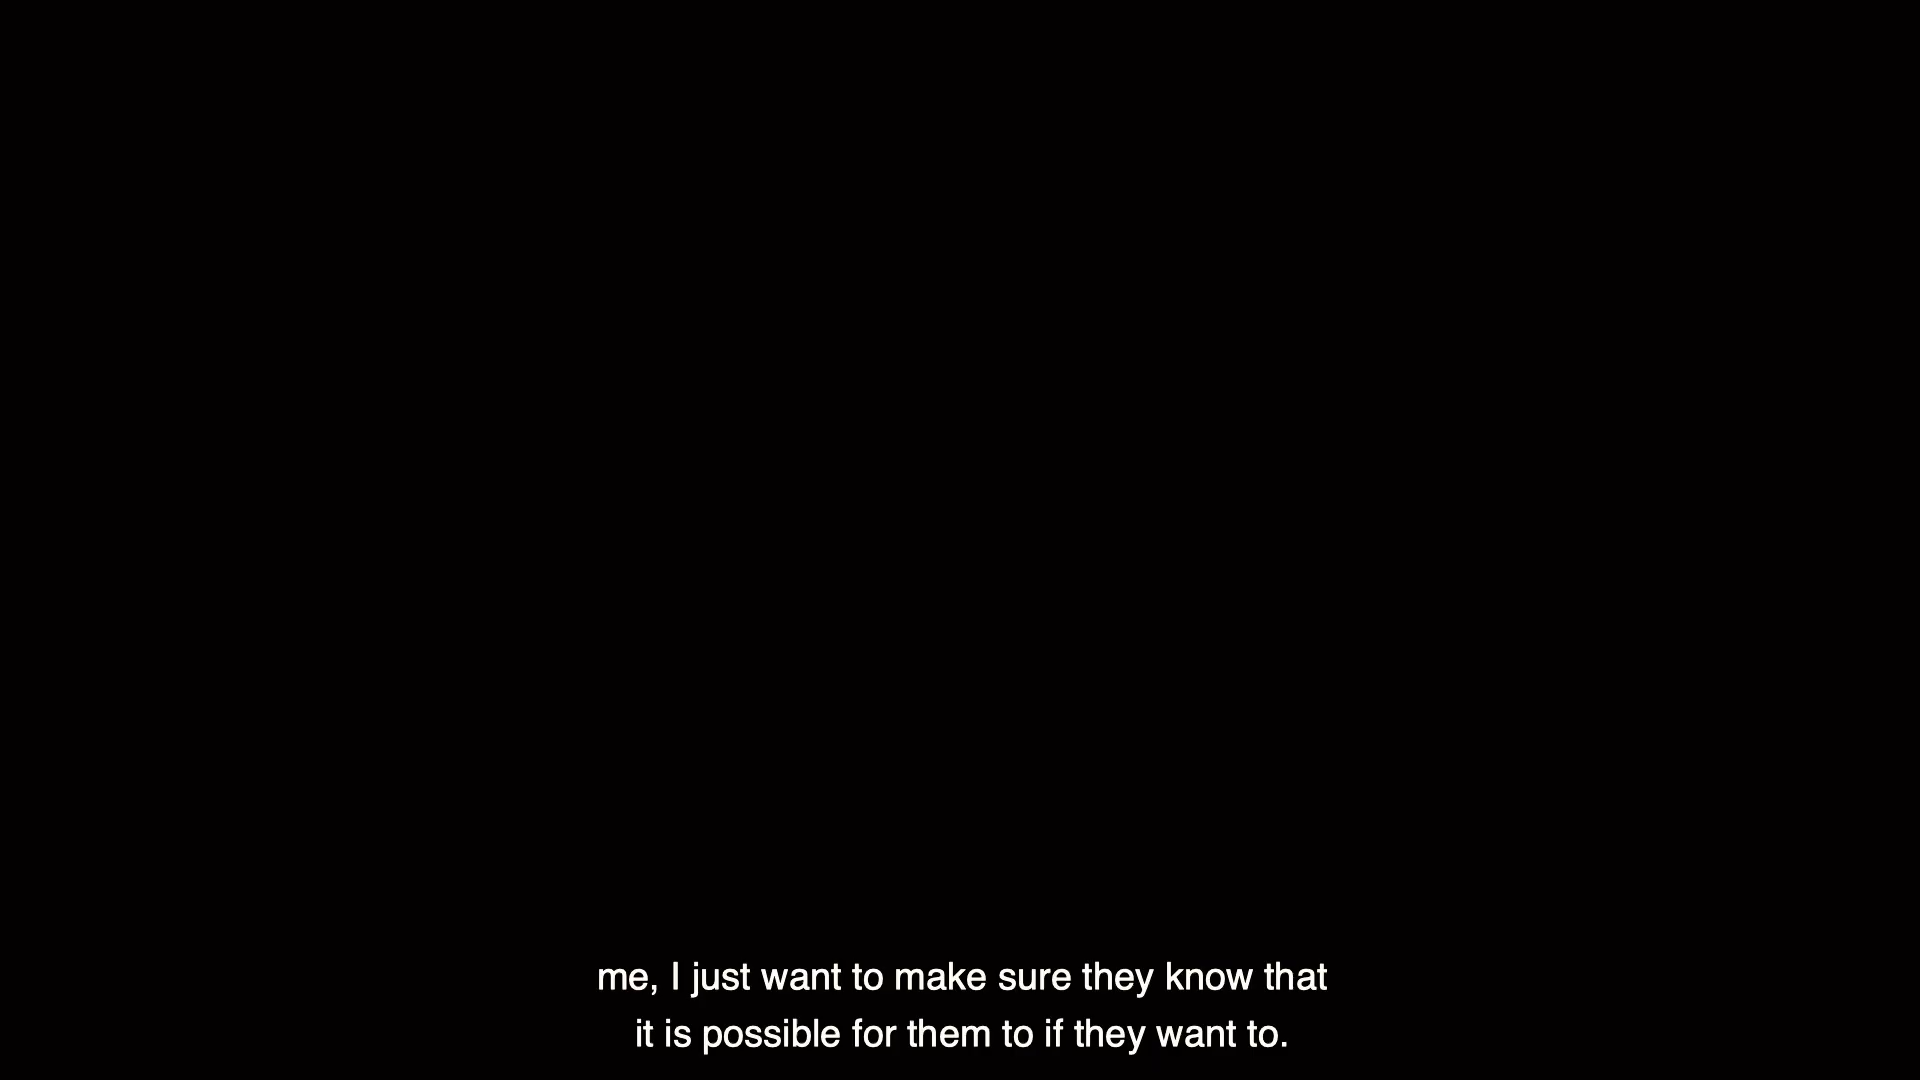 me, I just want to make sure they know that
it is possible for them to if they want to.